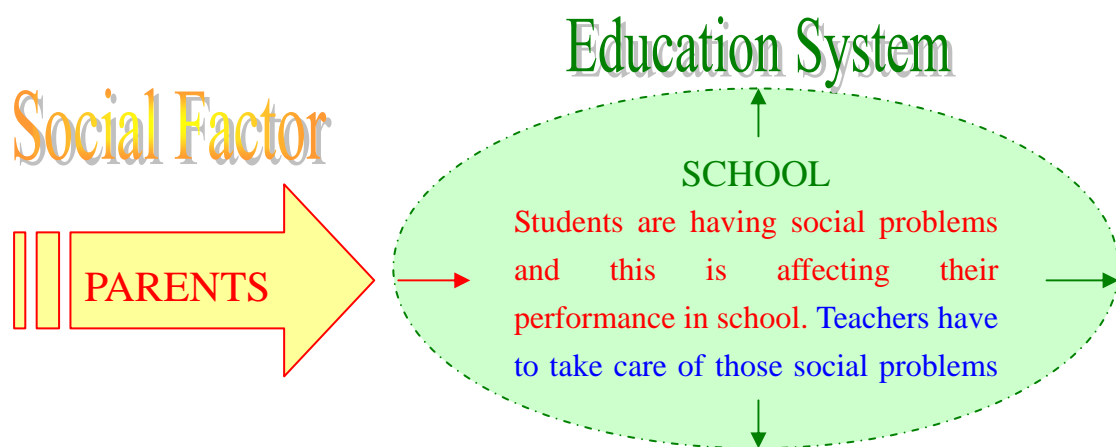 Education System
Social Factor
SCHOOL
Students are having social problems
and this is affecting their
performance in school. Teachers have
to take care of those social problems
PARENTS